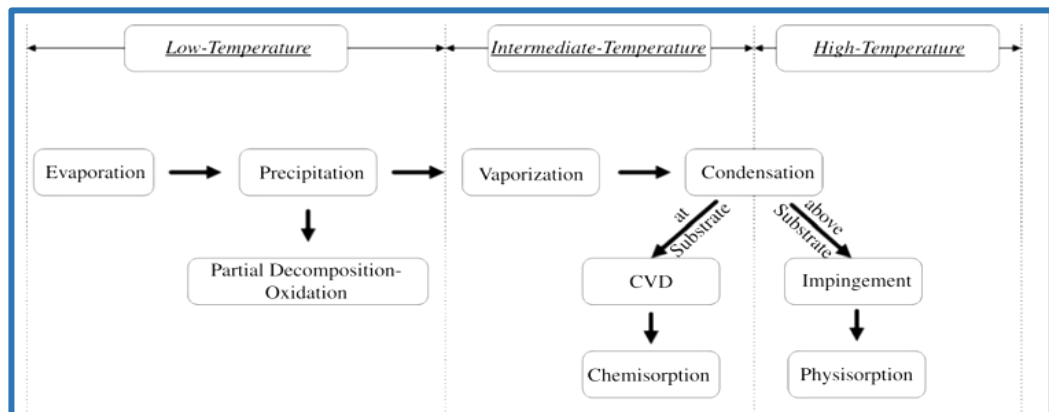 Low-Temperature
Intermediate-Temperature
High-Temperature
Evaporation
Precipitation
Vaporization
Condensation
at
Substrate
above
Substrate
Partial Decomposition-
Oxidation
CVD
Impingement
Chemisorption
Physisorption